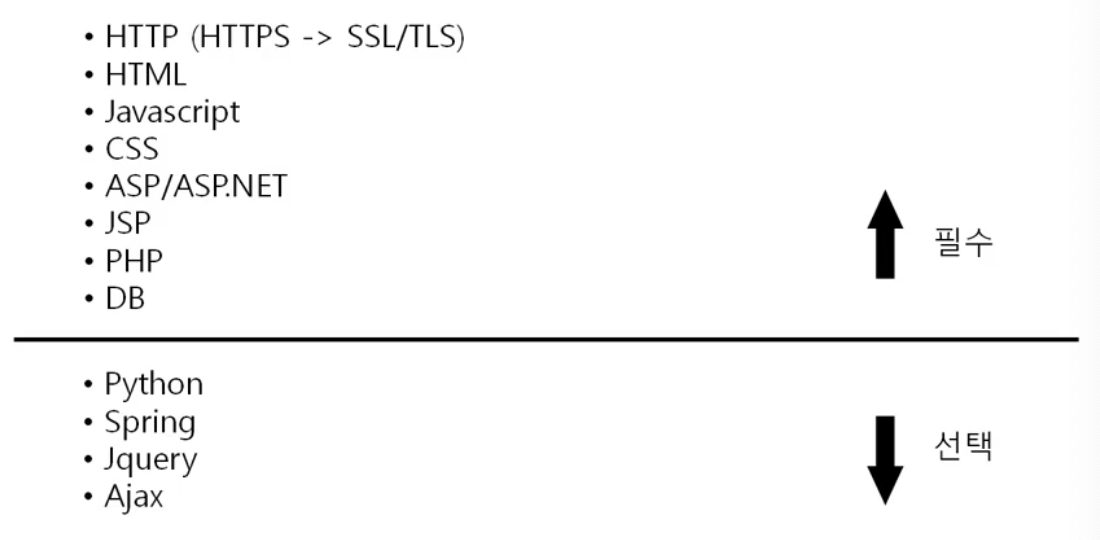 • HTTP (HTTPS -> SSL/TLS)
• HTML
• Javascript
• CSS
• ASP/ASP.NET
• JSP
• PHP
• DB
필수
• Python
• Spring
• Jquery
• Ajax
선택